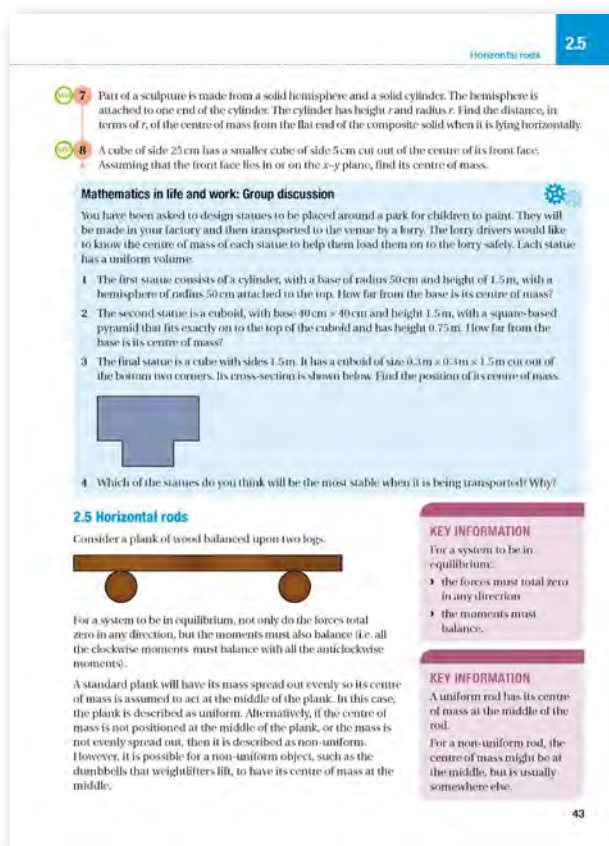 2.5
Horizontal rods
7 Part of a sculpture is made from a solid hemisphere and a solid cylinder. The hemisphere is
attached to one end of the cylinder. The cylinder has height r and radius r. Find the distance, in
terms of r, of the centre of mass from the flat end of the composite solid when it is lying horizontally.
8 A cube of side 25 cm has a smaller cube of side 5 cm cut out of the centre of its front face.
Assuming that the front face lies in or on the x–y plane, find its centre of mass.
Mathematics in life and work: Group discussion
You have been asked to design statues to be placed around a park for children to paint. They will
be made in your factory and then transported to the venue by a lorry. The lorry drivers would like
to know the centre of mass of each statue to help them load them on to the lorry safely. Each statue
has a uniform volume.
1 The first statue consists of a cylinder, with a base of radius 50 cm and height of 1.5 m, with a
hemisphere of radius 50 cm attached to the top. How far from the base is its centre of mass?
2 The second statue is a cuboid, with base 40 cm × 40 cm and height 1.5 m, with a square-based
pyramid that fits exactly on to the top of the cuboid and has height 0.75 m. How far from the
base is its centre of mass?
3 The final statue is a cube with sides 1.5 m. It has a cuboid of size 0.3 m × 0.3 m × 1.5 m cut out of
the bottom two corners. Its cross-section is shown below. Find the position of its centre of mass.
4 Which of the statues do you think will be the most stable when it is being transported? Why?
2.5 Horizontal rods
Consider a plank of wood balanced upon two logs.
For a system to be in equilibrium, not only do the forces total
zero in any direction, but the moments must also balance (i.e. all
the clockwise moments must balance with all the anticlockwise
moments).
A standard plank will have its mass spread out evenly so its centre
of mass is assumed to act at the middle of the plank. In this case,
the plank is described as uniform. Alternatively, if the centre of
mass is not positioned at the middle of the plank, or the mass is
not evenly spread out, then it is described as non-uniform.
However, it is possible for a non-uniform object, such as the
dumbbells that weightlifters lift, to have its centre of mass at the
middle.
KEY INFORMATION
For a system to be in
equilibrium:
› the forces must total zero
in any direction
› the moments must
balance.
KEY INFORMATION
A uniform rod has its centre
of mass at the middle of the
rod.
For a non-uniform rod, the
centre of mass might be at
the middle, but is usually
somewhere else.
43